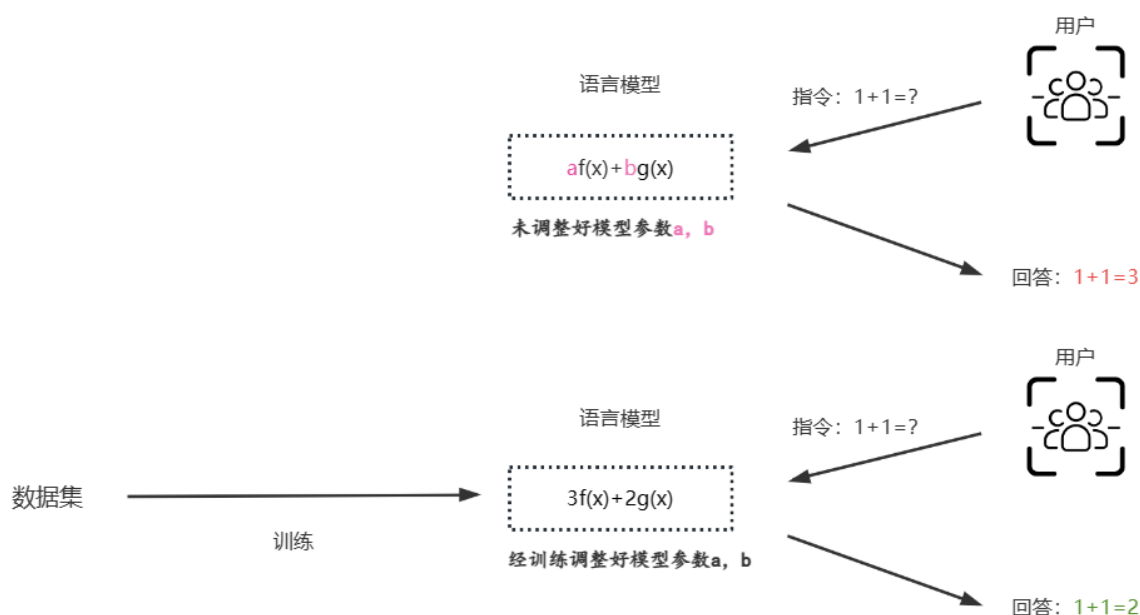 用户
语言模型
指令：1+1=?
af(x)+bg(x)
未调整好模型参数a，b
回答：1+1=3
用户
语言模型
指令：1+1=?
数据集
3f(x)+2g(x)
训练
经训练调整好模型参数a，b
回答：1+1=2